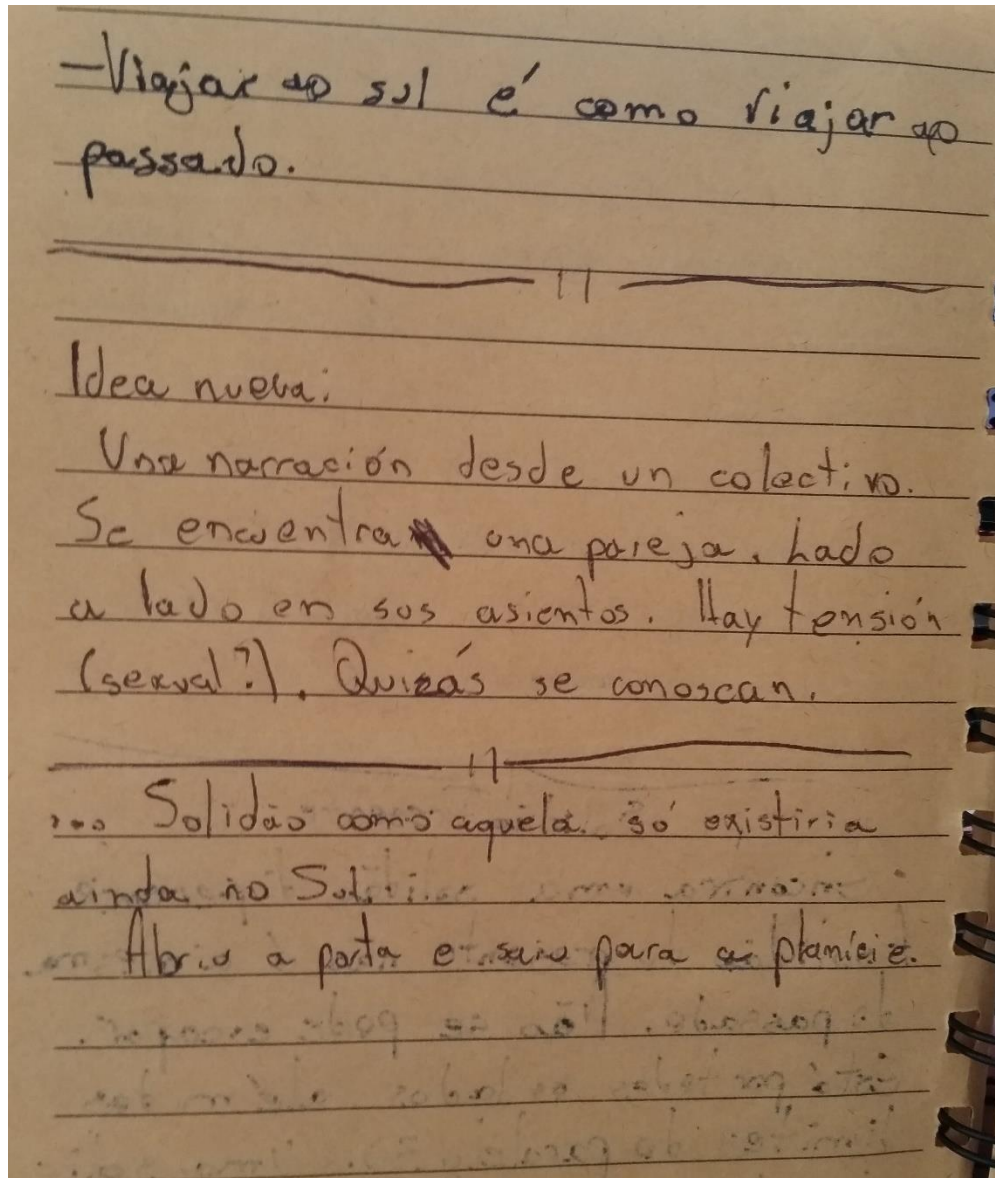 —Viajar ao sul é como viajar ao
passado.
Idea nueva:
Una narración desde un colectivo.
Se encuentra una pareja. Lado
a lado en sus asientos. Hay tensión
(sexual?). Quizás se conoscan.
... Solidão como aquela só existiria
ainda no Sul.
Abriu a porta e saiu para a planície.